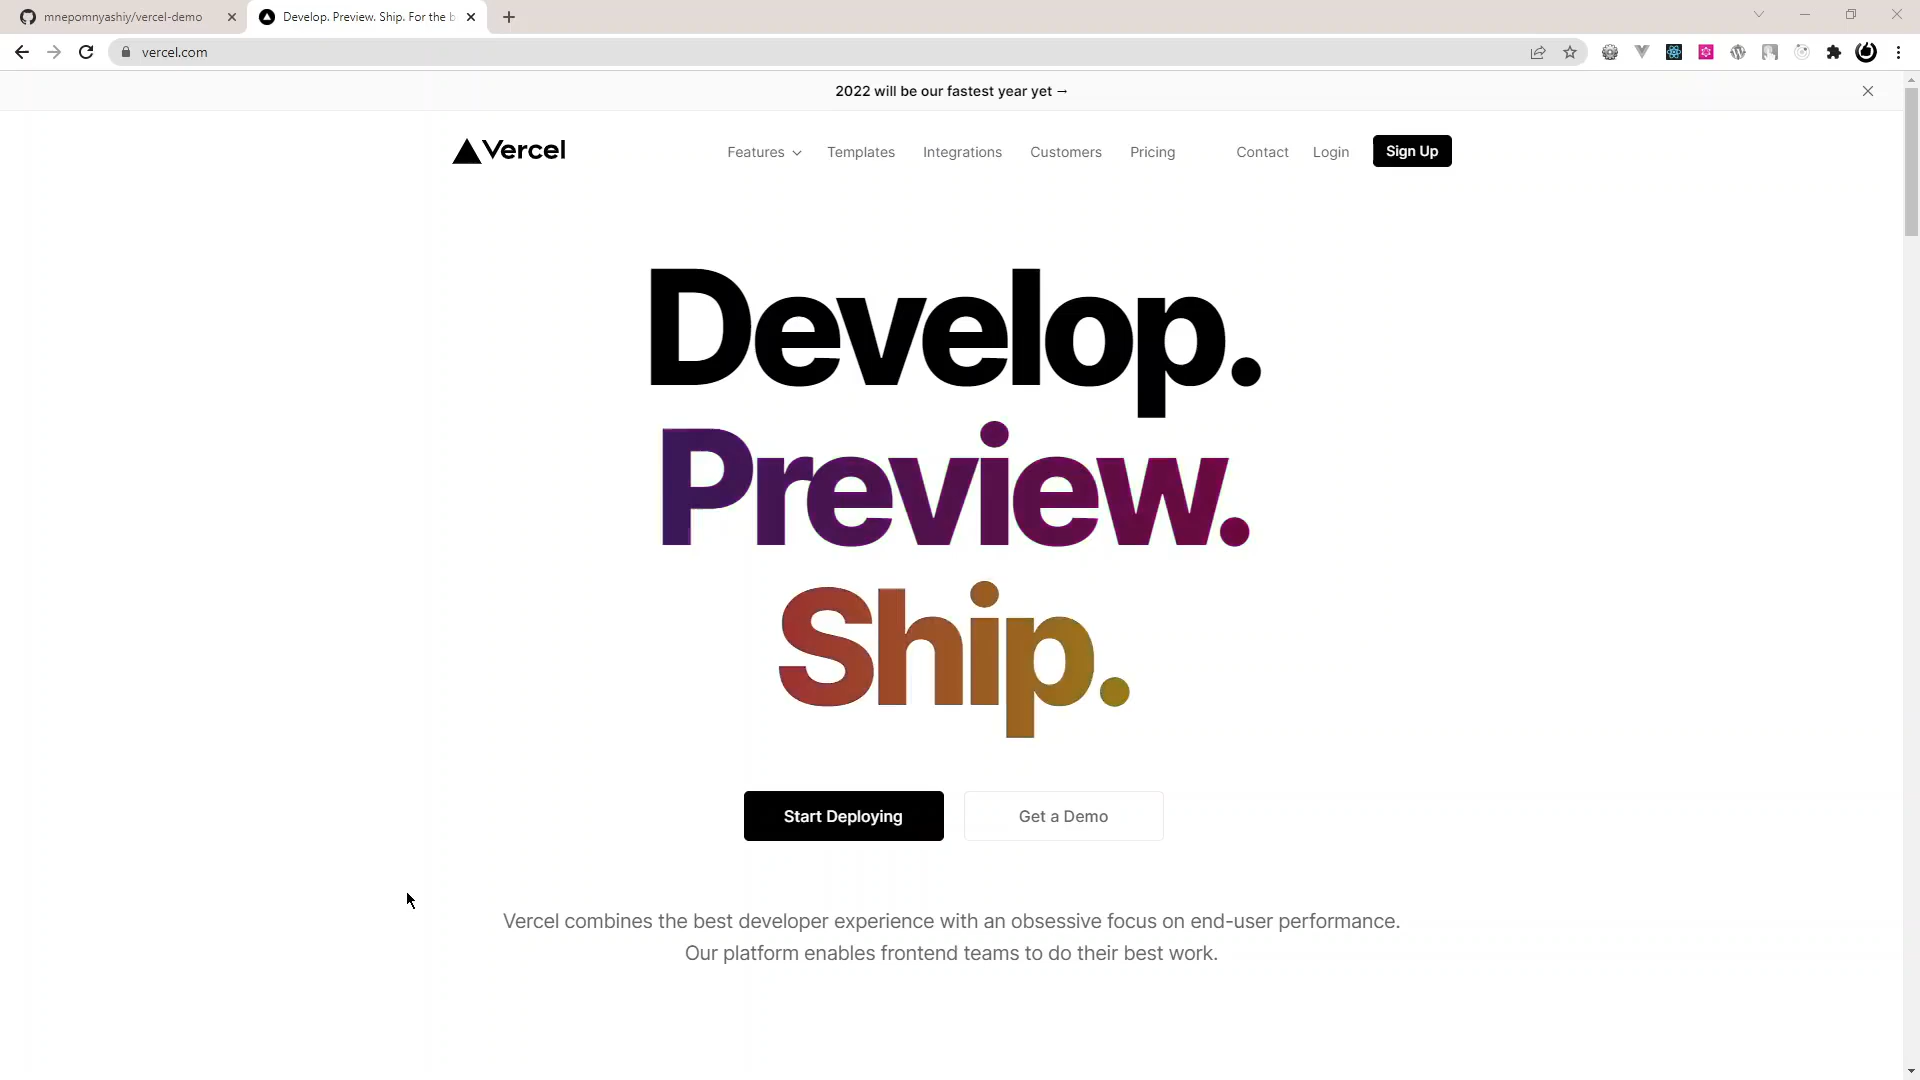 mnepomnyashiy/vercel-demo
Develop. Preview. Ship. For the b
vercel.com
2022 will be our fastest year yet →
Vercel
Features
Templates
Integrations
Customers
Pricing
Contact
Login
Sign Up
Develop.
Preview.
Ship.
Start Deploying
Get a Demo
Vercel combines the best developer experience with an obsessive focus on end-user performance.
Our platform enables frontend teams to do their best work.